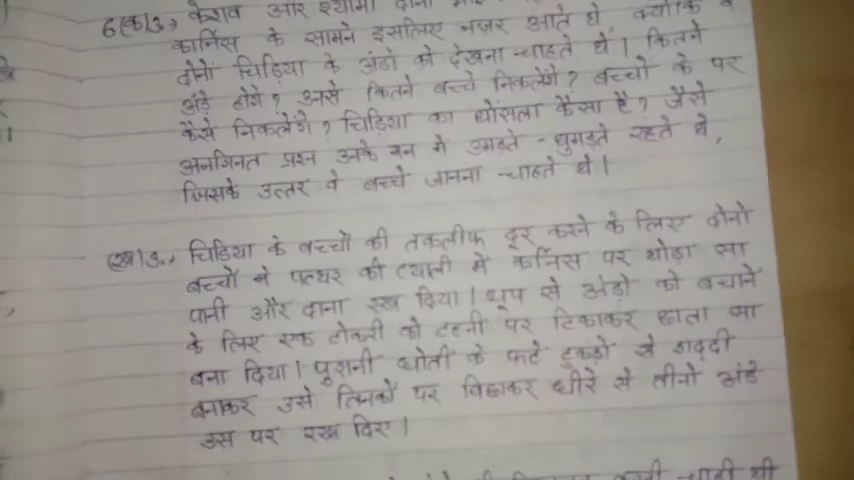 6(क)उ, केशव और श्यामा दोनों
कार्निस के सामने इसलिए नजर आते थे क्योंकि व
दोनों चिड़िया के अंडो को देखना चाहते थे। कितने
अंडे होगे? उनसे कितने बच्चे निकलेंगे? बच्चों के पर
कैसे निकलेंगे? चिड़िया का घोंसला कैसा है? जैसे
अनगिनत प्रश्न उनके मन मे उमड़ते - घुमड़ते रहते थे,
जिसके उत्तर वे बच्चे जानना चाहते थे।
(ख)उ., चिडिया के बच्चों की तकलीफ दूर करने के लिए दोनो
बच्चों ने पत्थर की प्याली में कार्निस पर थोड़ा सा
पानी और दाना रख दिया। धूप से अंडो को बचाने
के लिए एक टोकरी को टहनी पर टिकाकर छाता सा
बना दिया। पुरानी धोती के फटे टुकड़ो से गद्दी
बनाकर उसे तिनकों पर बिछाकर धीरे से तीनो अंडे
उस पर रख दिए।